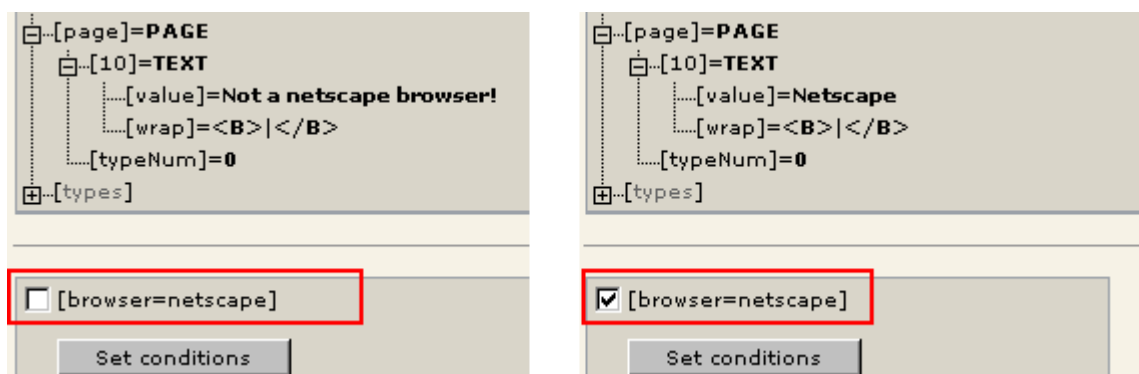 [page]=PAGE
[10]=TEXT
[value]=Not a netscape browser!
[wrap]=<B>|</B>
[typeNum]=0
[types]
[browser=netscape]
Set conditions
[page]=PAGE
[10]=TEXT
[value]=Netscape
[wrap]=<B>|</B>
[typeNum]=0
[types]
[browser=netscape]
Set conditions